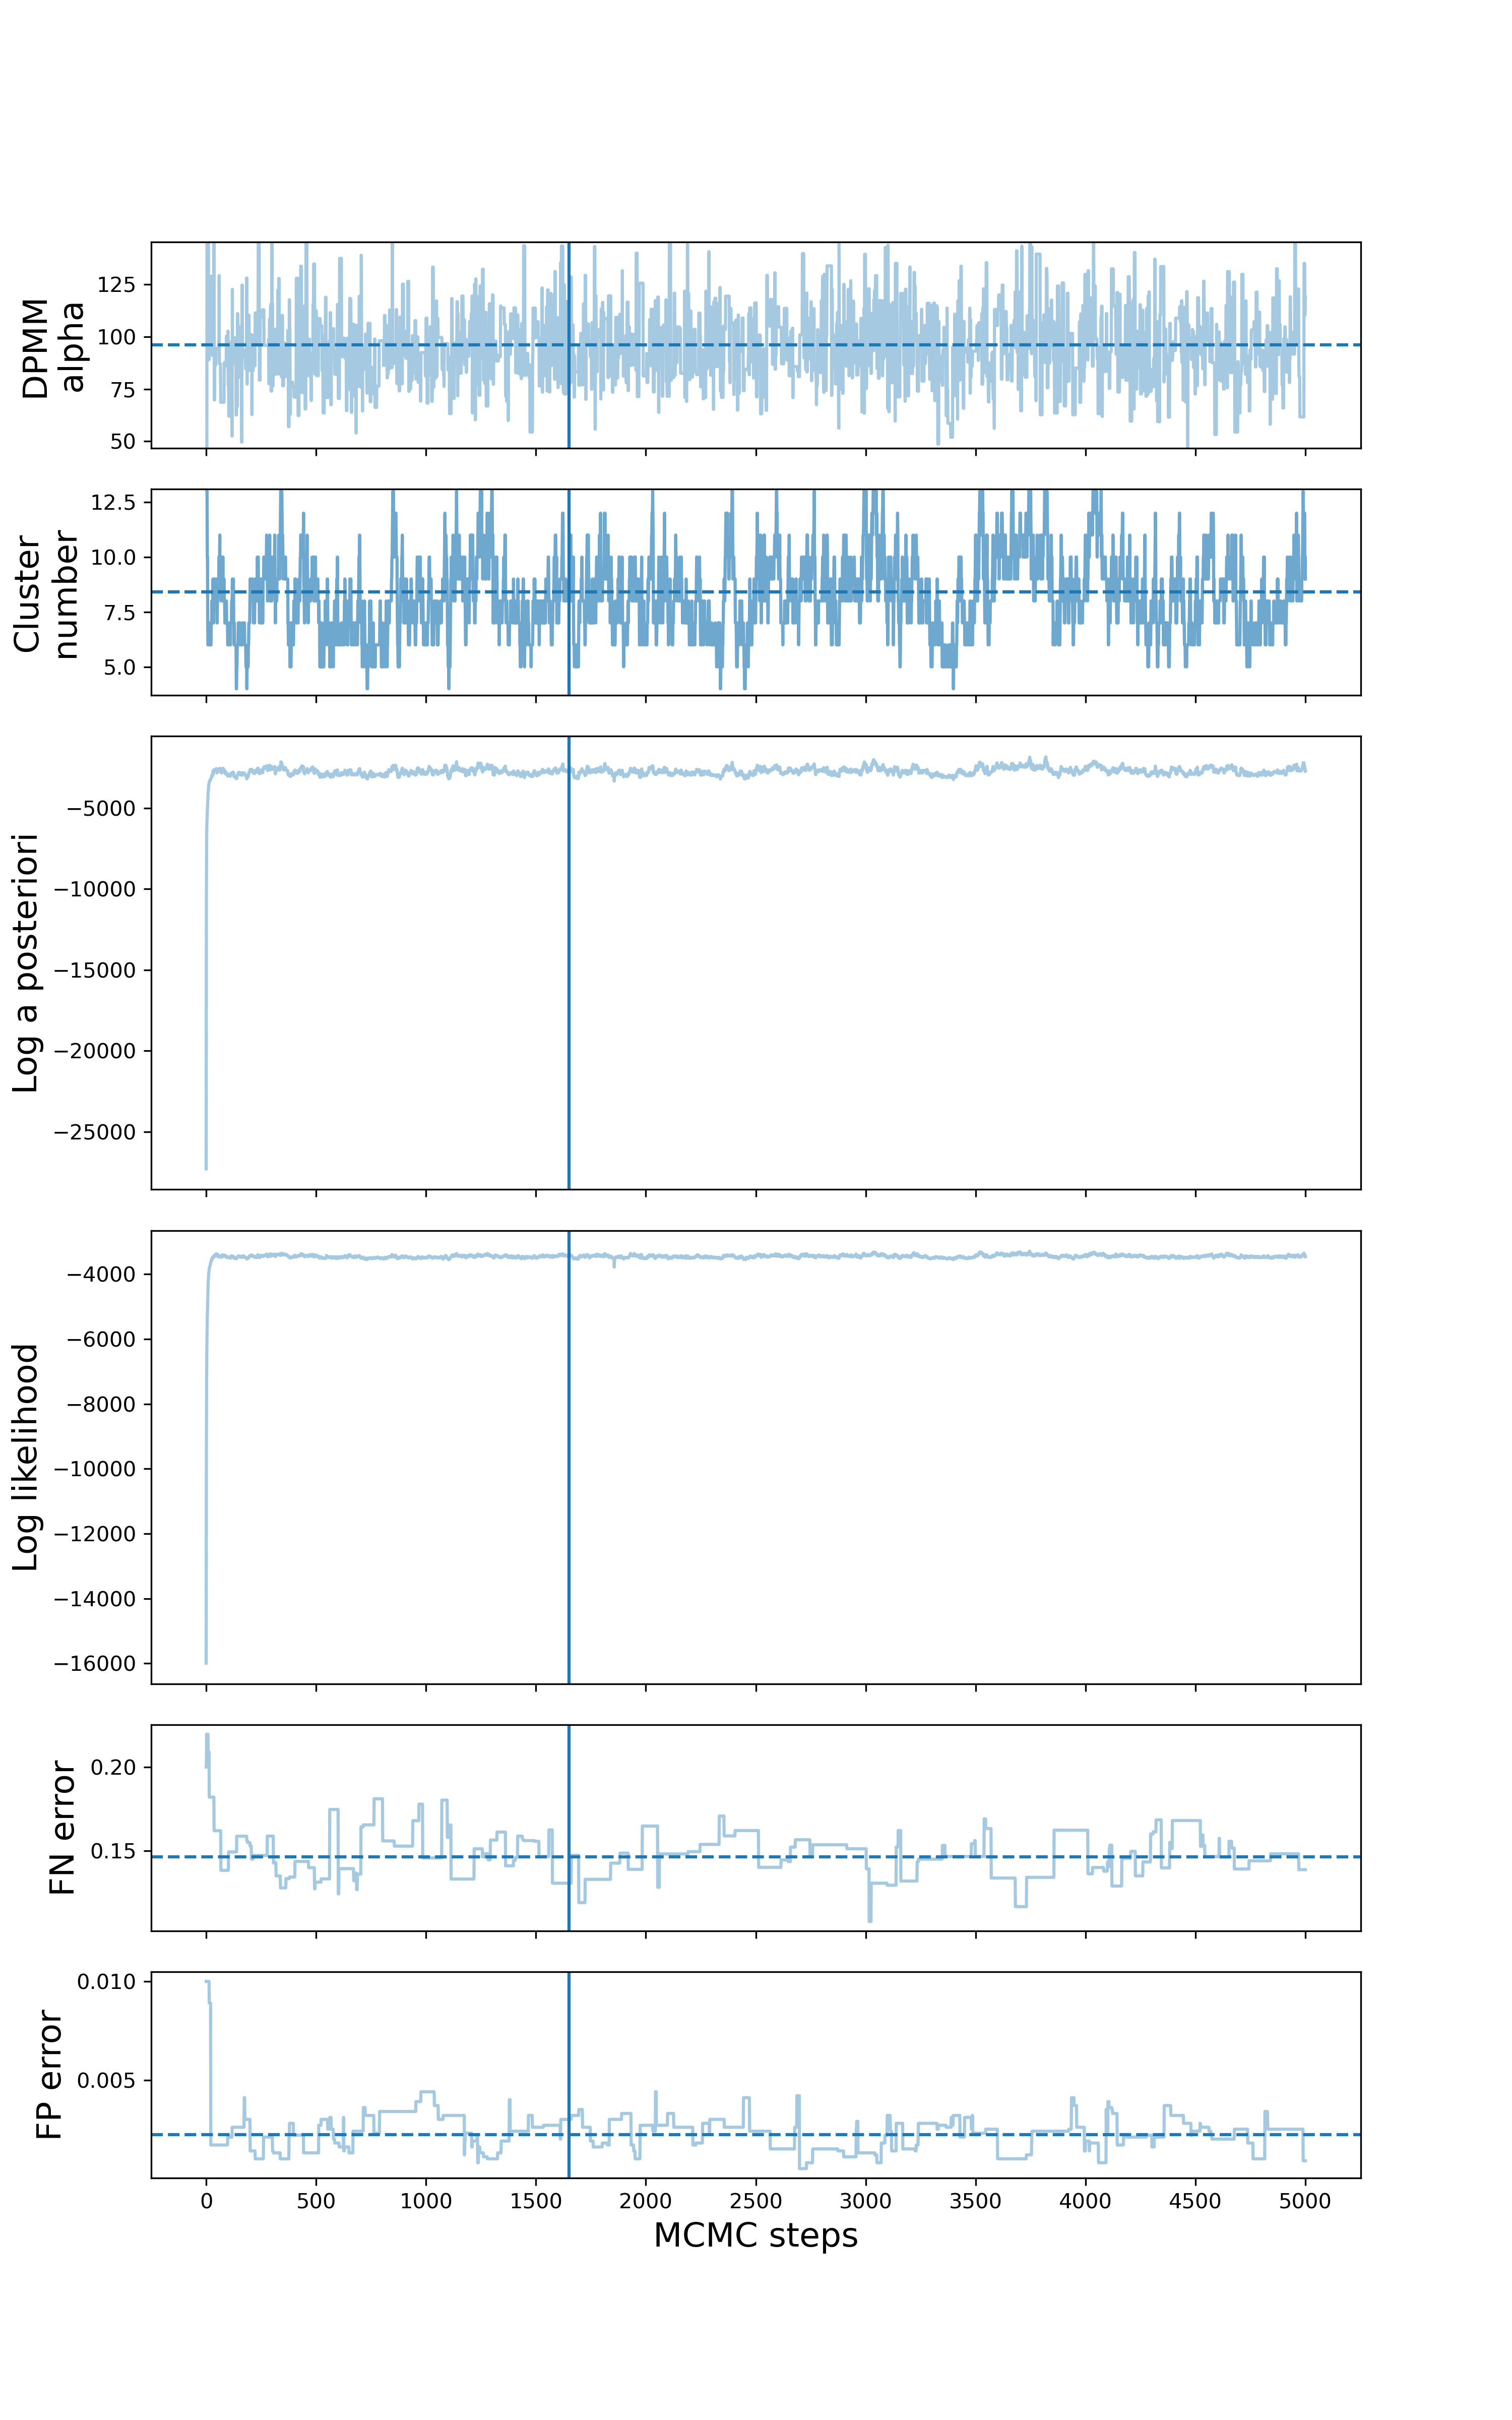 DPMM
alpha
125
100
75
50
Cluster
number
12.5
10.0
7.5
5.0
Log a posteriori
−5000
−10000
−15000
−20000
−25000
Log likelihood
−4000
−6000
−8000
−10000
−12000
−14000
−16000
FN error
0.20
0.15
FP error
0.010
0.005
0 500 1000 1500 2000 2500 3000 3500 4000 4500 5000
MCMC steps